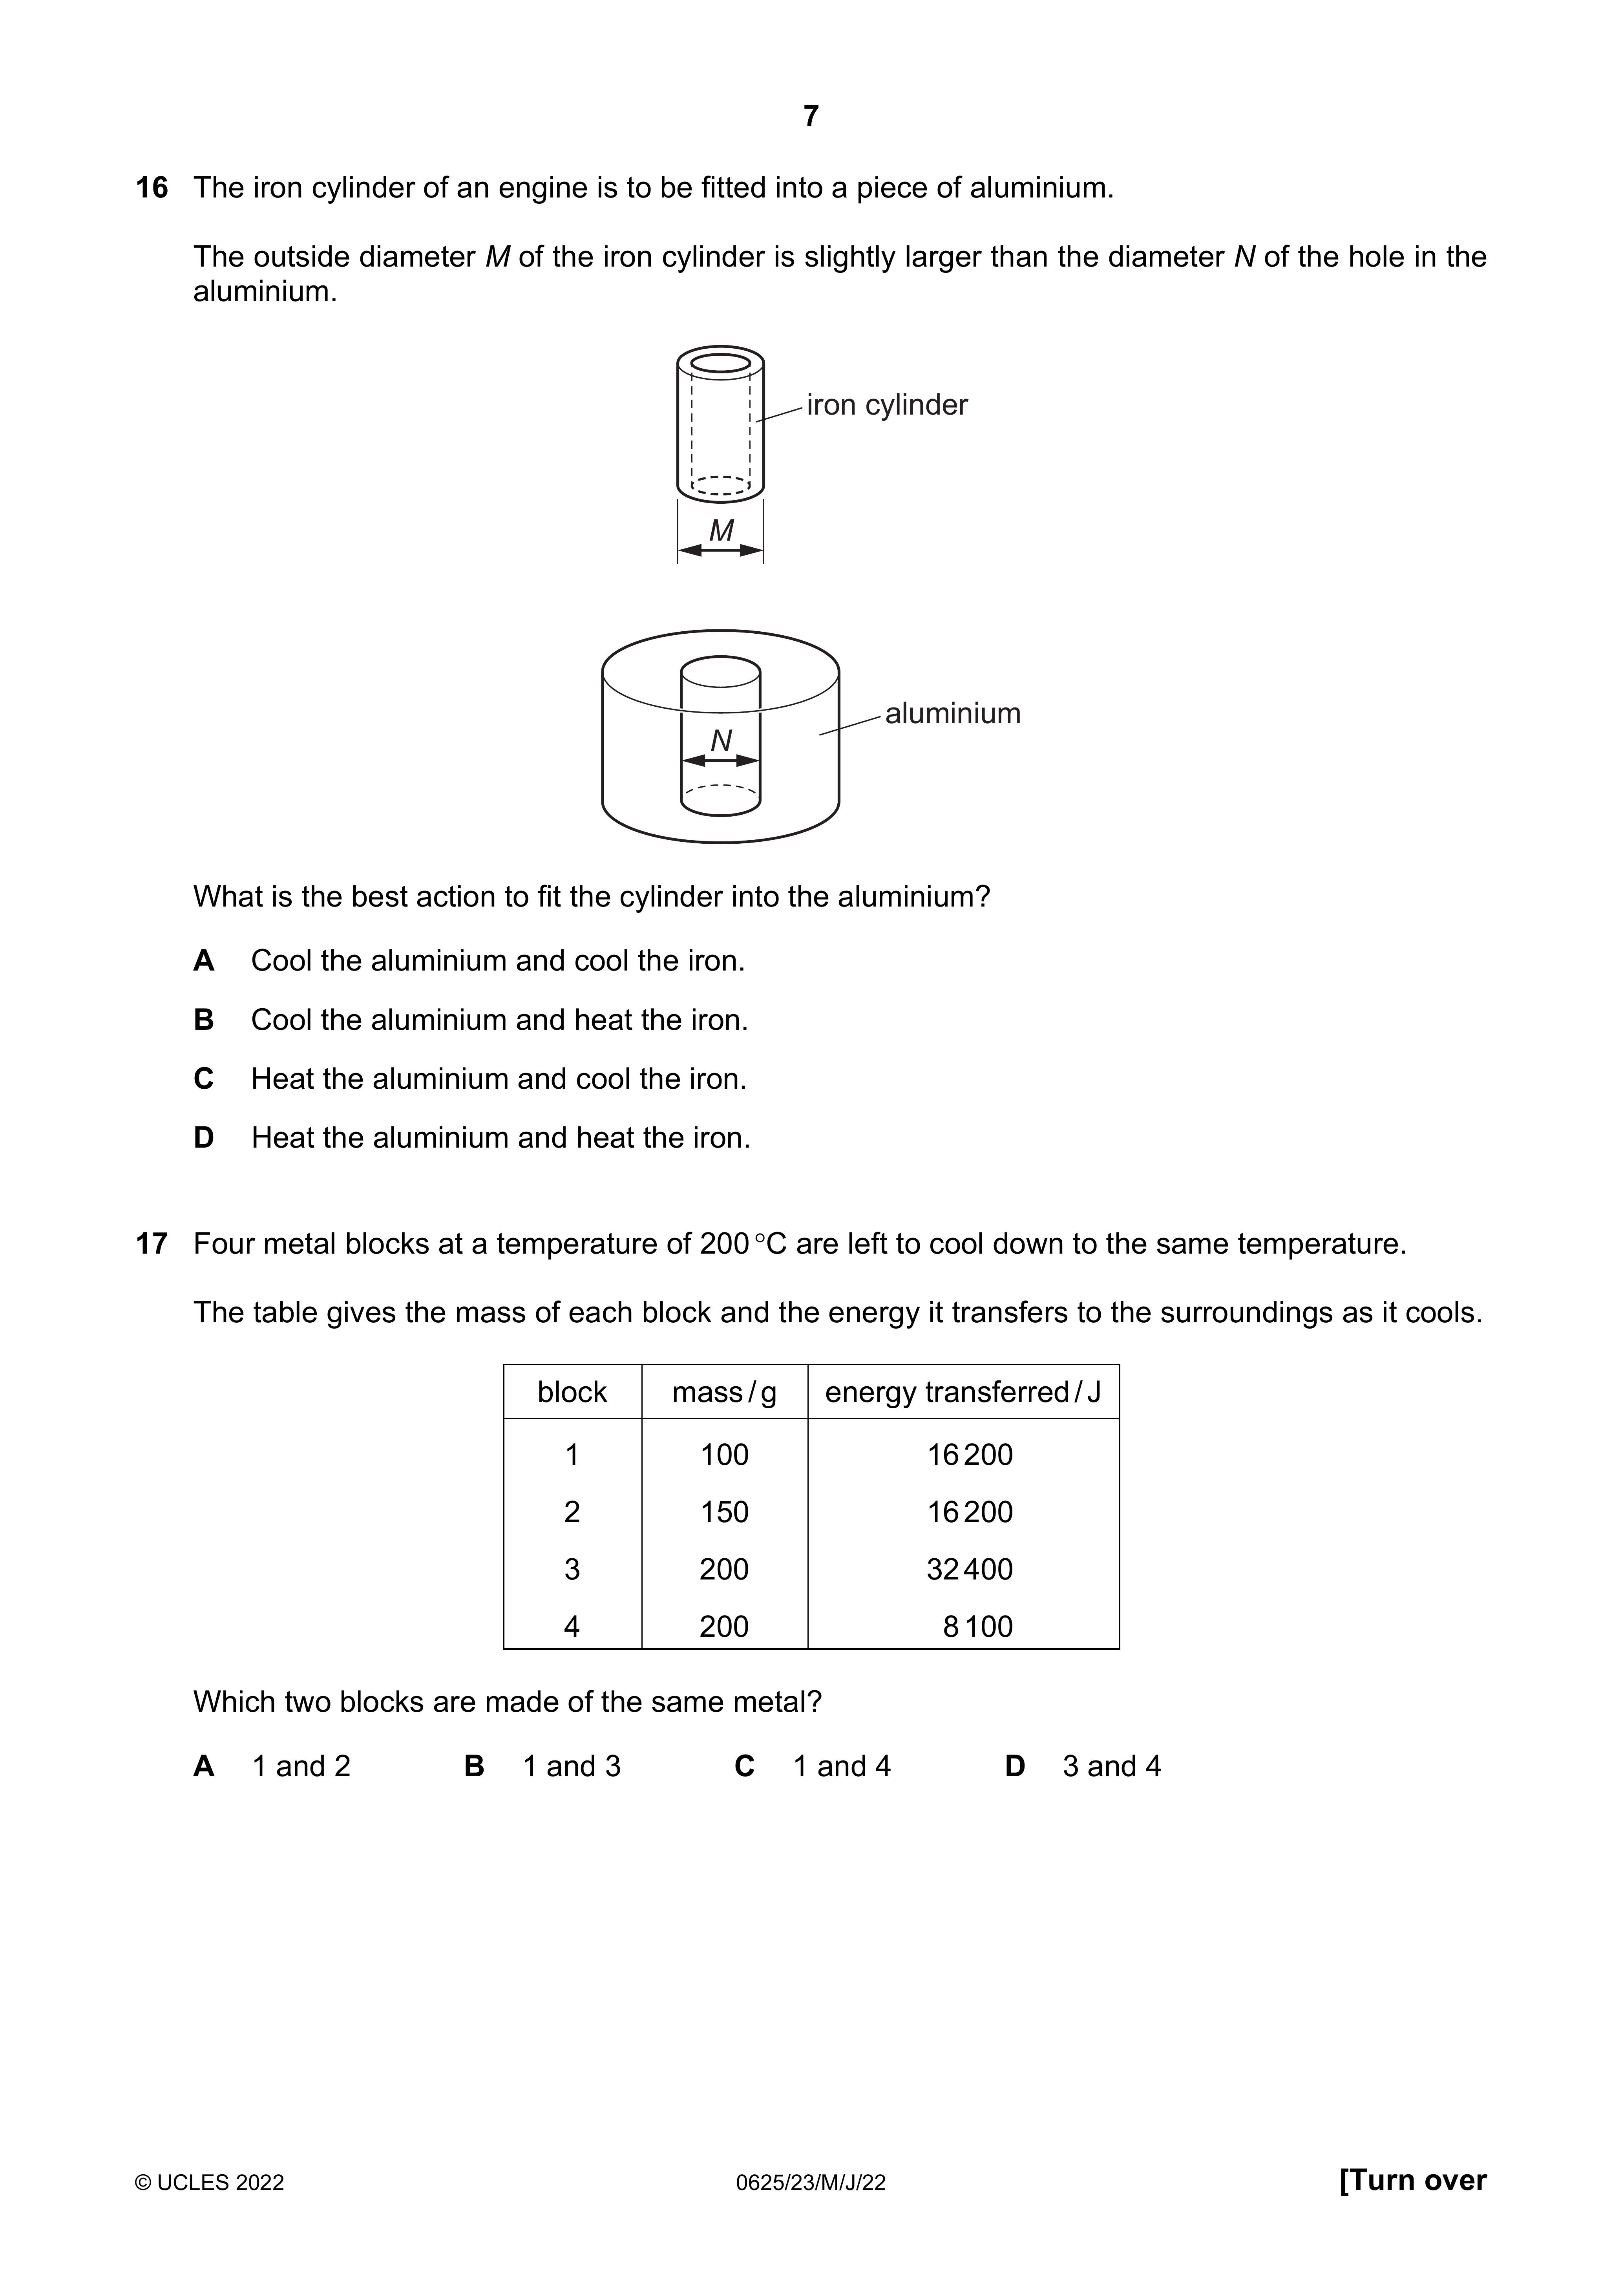 7
16 The iron cylinder of an engine is to be fitted into a piece of aluminium.
The outside diameter M of the iron cylinder is slightly larger than the diameter N of the hole in the
aluminium.
iron cylinder
M
aluminium
N
What is the best action to fit the cylinder into the aluminium?
A Cool the aluminium and cool the iron.
B Cool the aluminium and heat the iron.
C Heat the aluminium and cool the iron.
D Heat the aluminium and heat the iron.
17 Four metal blocks at a temperature of 200 °C are left to cool down to the same temperature.
The table gives the mass of each block and the energy it transfers to the surroundings as it cools.
block mass / g energy transferred / J
1 100 16 200
2 150 16 200
3 200 32 400
4 200 8 100
Which two blocks are made of the same metal?
A 1 and 2 B 1 and 3 C 1 and 4 D 3 and 4
© UCLES 2022 0625/23/M/J/22 [Turn over